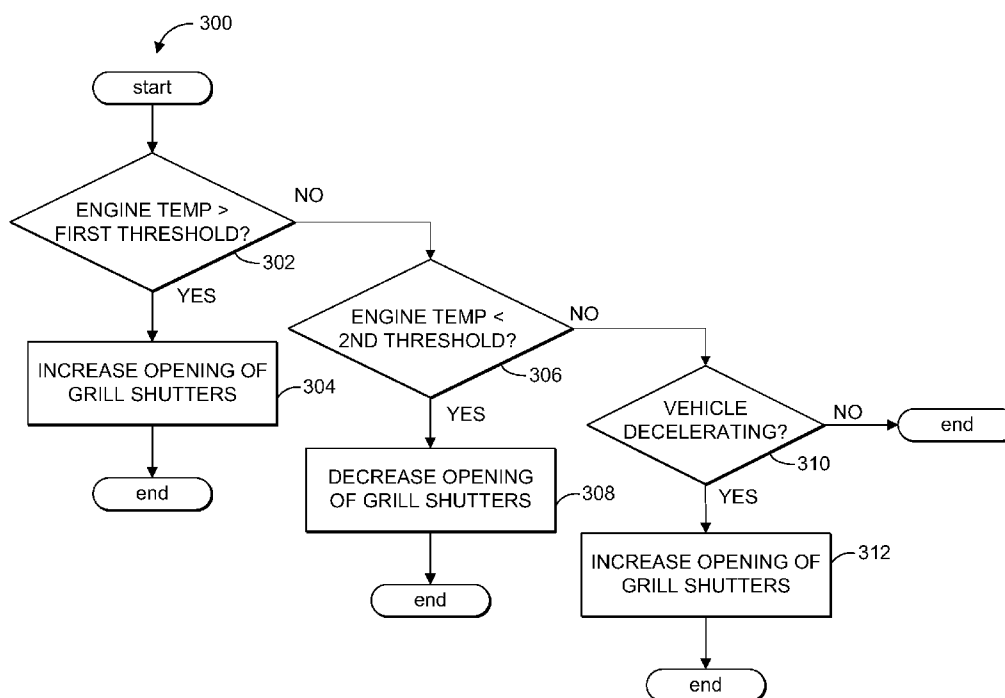 300
start
ENGINE TEMP >
FIRST THRESHOLD?
302
NO
YES
INCREASE OPENING OF
GRILL SHUTTERS
304
end
ENGINE TEMP <
2ND THRESHOLD?
306
NO
YES
DECREASE OPENING
OF GRILL SHUTTERS
308
end
VEHICLE
DECELERATING?
310
NO
end
YES
INCREASE OPENING OF
GRILL SHUTTERS
312
end